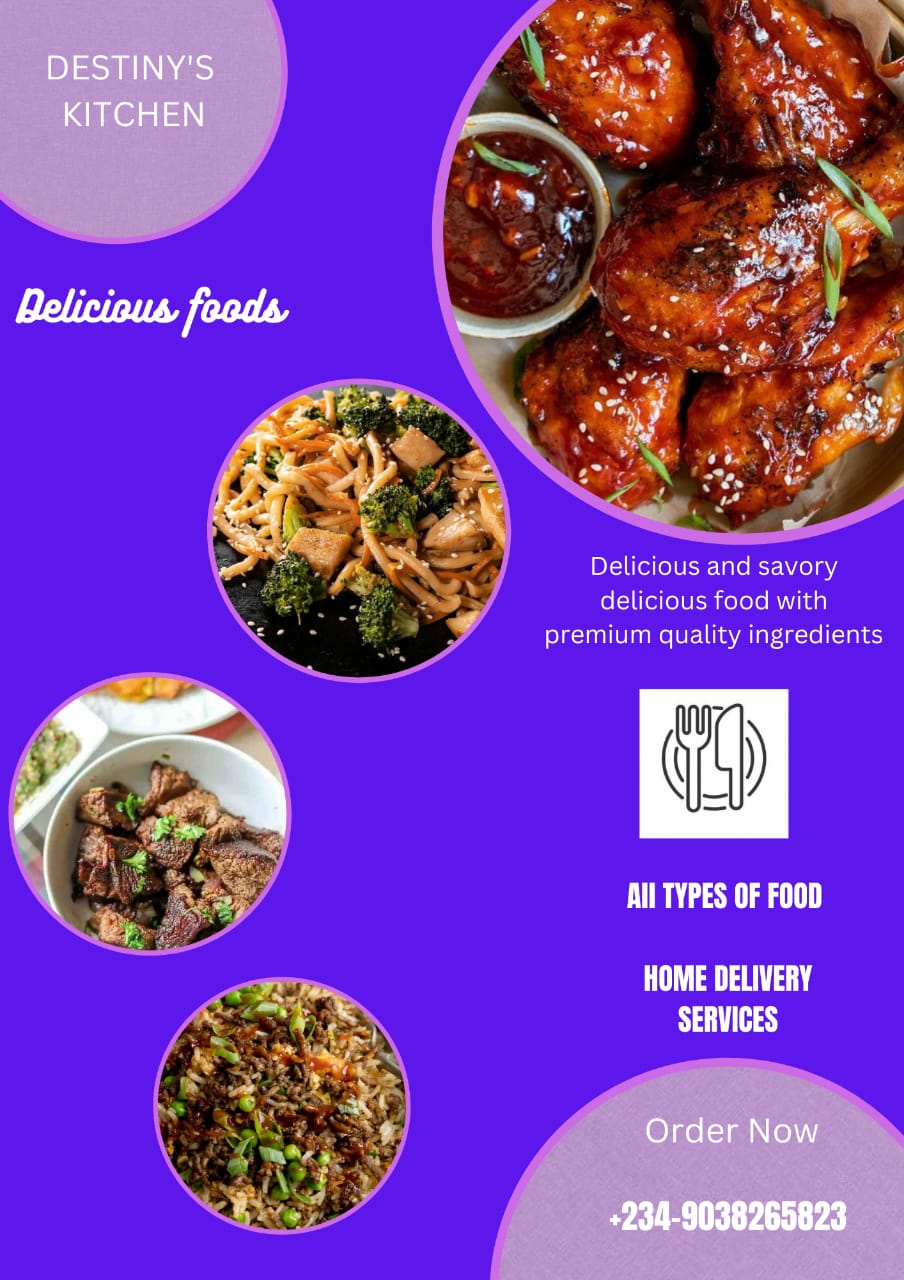 DESTINY'S
KITCHEN
Delicious foods
Delicious and savory
delicious food with
premium quality ingredients
All TYPES OF FOOD
HOME DELIVERY
SERVICES
Order Now
+234-9038265823